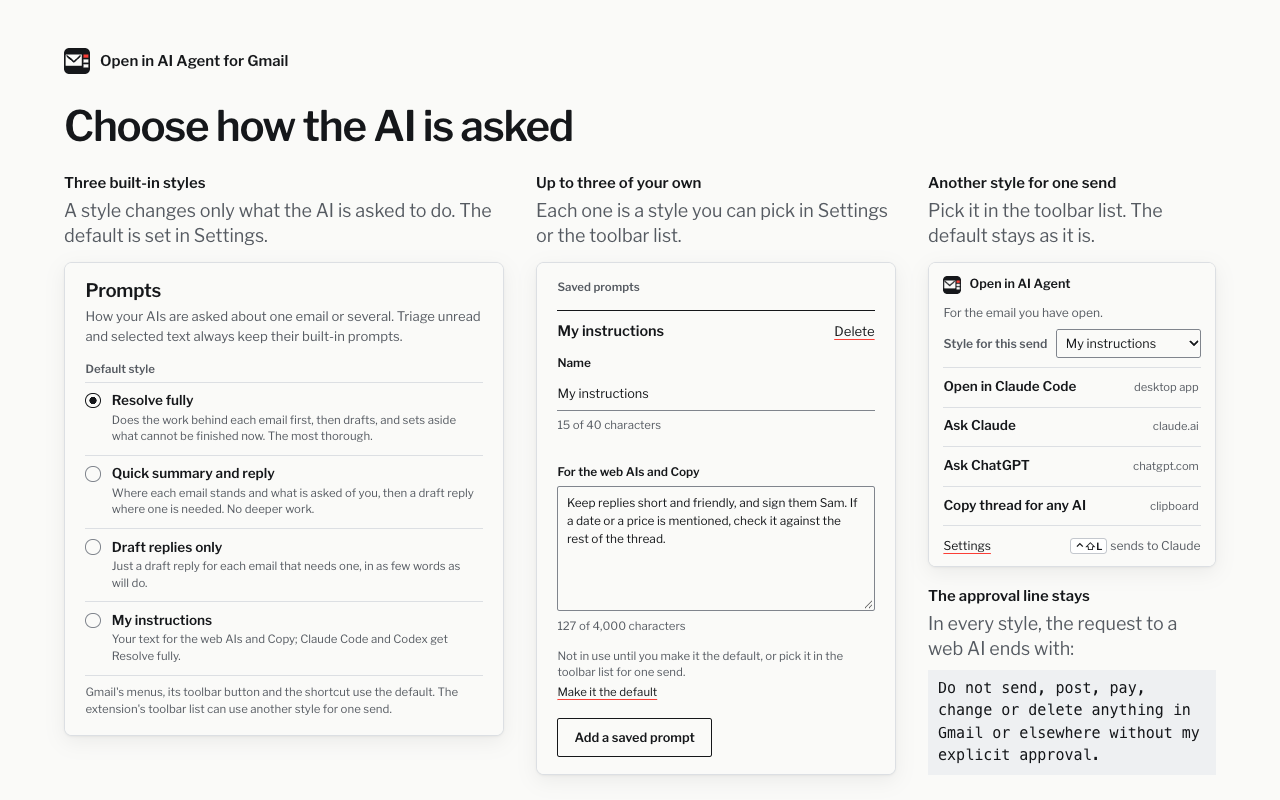 Open in AI Agent for Gmail
Choose how the AI is asked
Three built-in styles
A style changes only what the AI is asked to do. The
default is set in Settings.
Prompts
How your AIs are asked about one email or several. Triage unread
and selected text always keep their built-in prompts.
Default style
Resolve fully
Does the work behind each email first, then drafts, and sets aside
what cannot be finished now. The most thorough.
Quick summary and reply
Where each email stands and what is asked of you, then a draft reply
where one is needed. No deeper work.
Draft replies only
Just a draft reply for each email that needs one, in as few words as
will do.
My instructions
Your text for the web AIs and Copy; Claude Code and Codex get
Resolve fully.
Gmail's menus, its toolbar button and the shortcut use the default. The
extension's toolbar list can use another style for one send.
Up to three of your own
Each one is a style you can pick in Settings
or the toolbar list.
Saved prompts
My instructions Delete
Name
My instructions
15 of 40 characters
For the web AIs and Copy
Keep replies short and friendly, and sign them Sam. If
a date or a price is mentioned, check it against the
rest of the thread.
127 of 4,000 characters
Not in use until you make it the default, or pick it in the
toolbar list for one send.
Make it the default
Add a saved prompt
Another style for one send
Pick it in the toolbar list. The
default stays as it is.
Open in AI Agent
For the email you have open.
Style for this send My instructions
Open in Claude Code desktop app
Ask Claude claude.ai
Ask ChatGPT chatgpt.com
Copy thread for any AI clipboard
Settings ⌃⇧L sends to Claude
The approval line stays
In every style, the request to a
web AI ends with:
Do not send, post, pay,
change or delete anything in
Gmail or elsewhere without my
explicit approval.